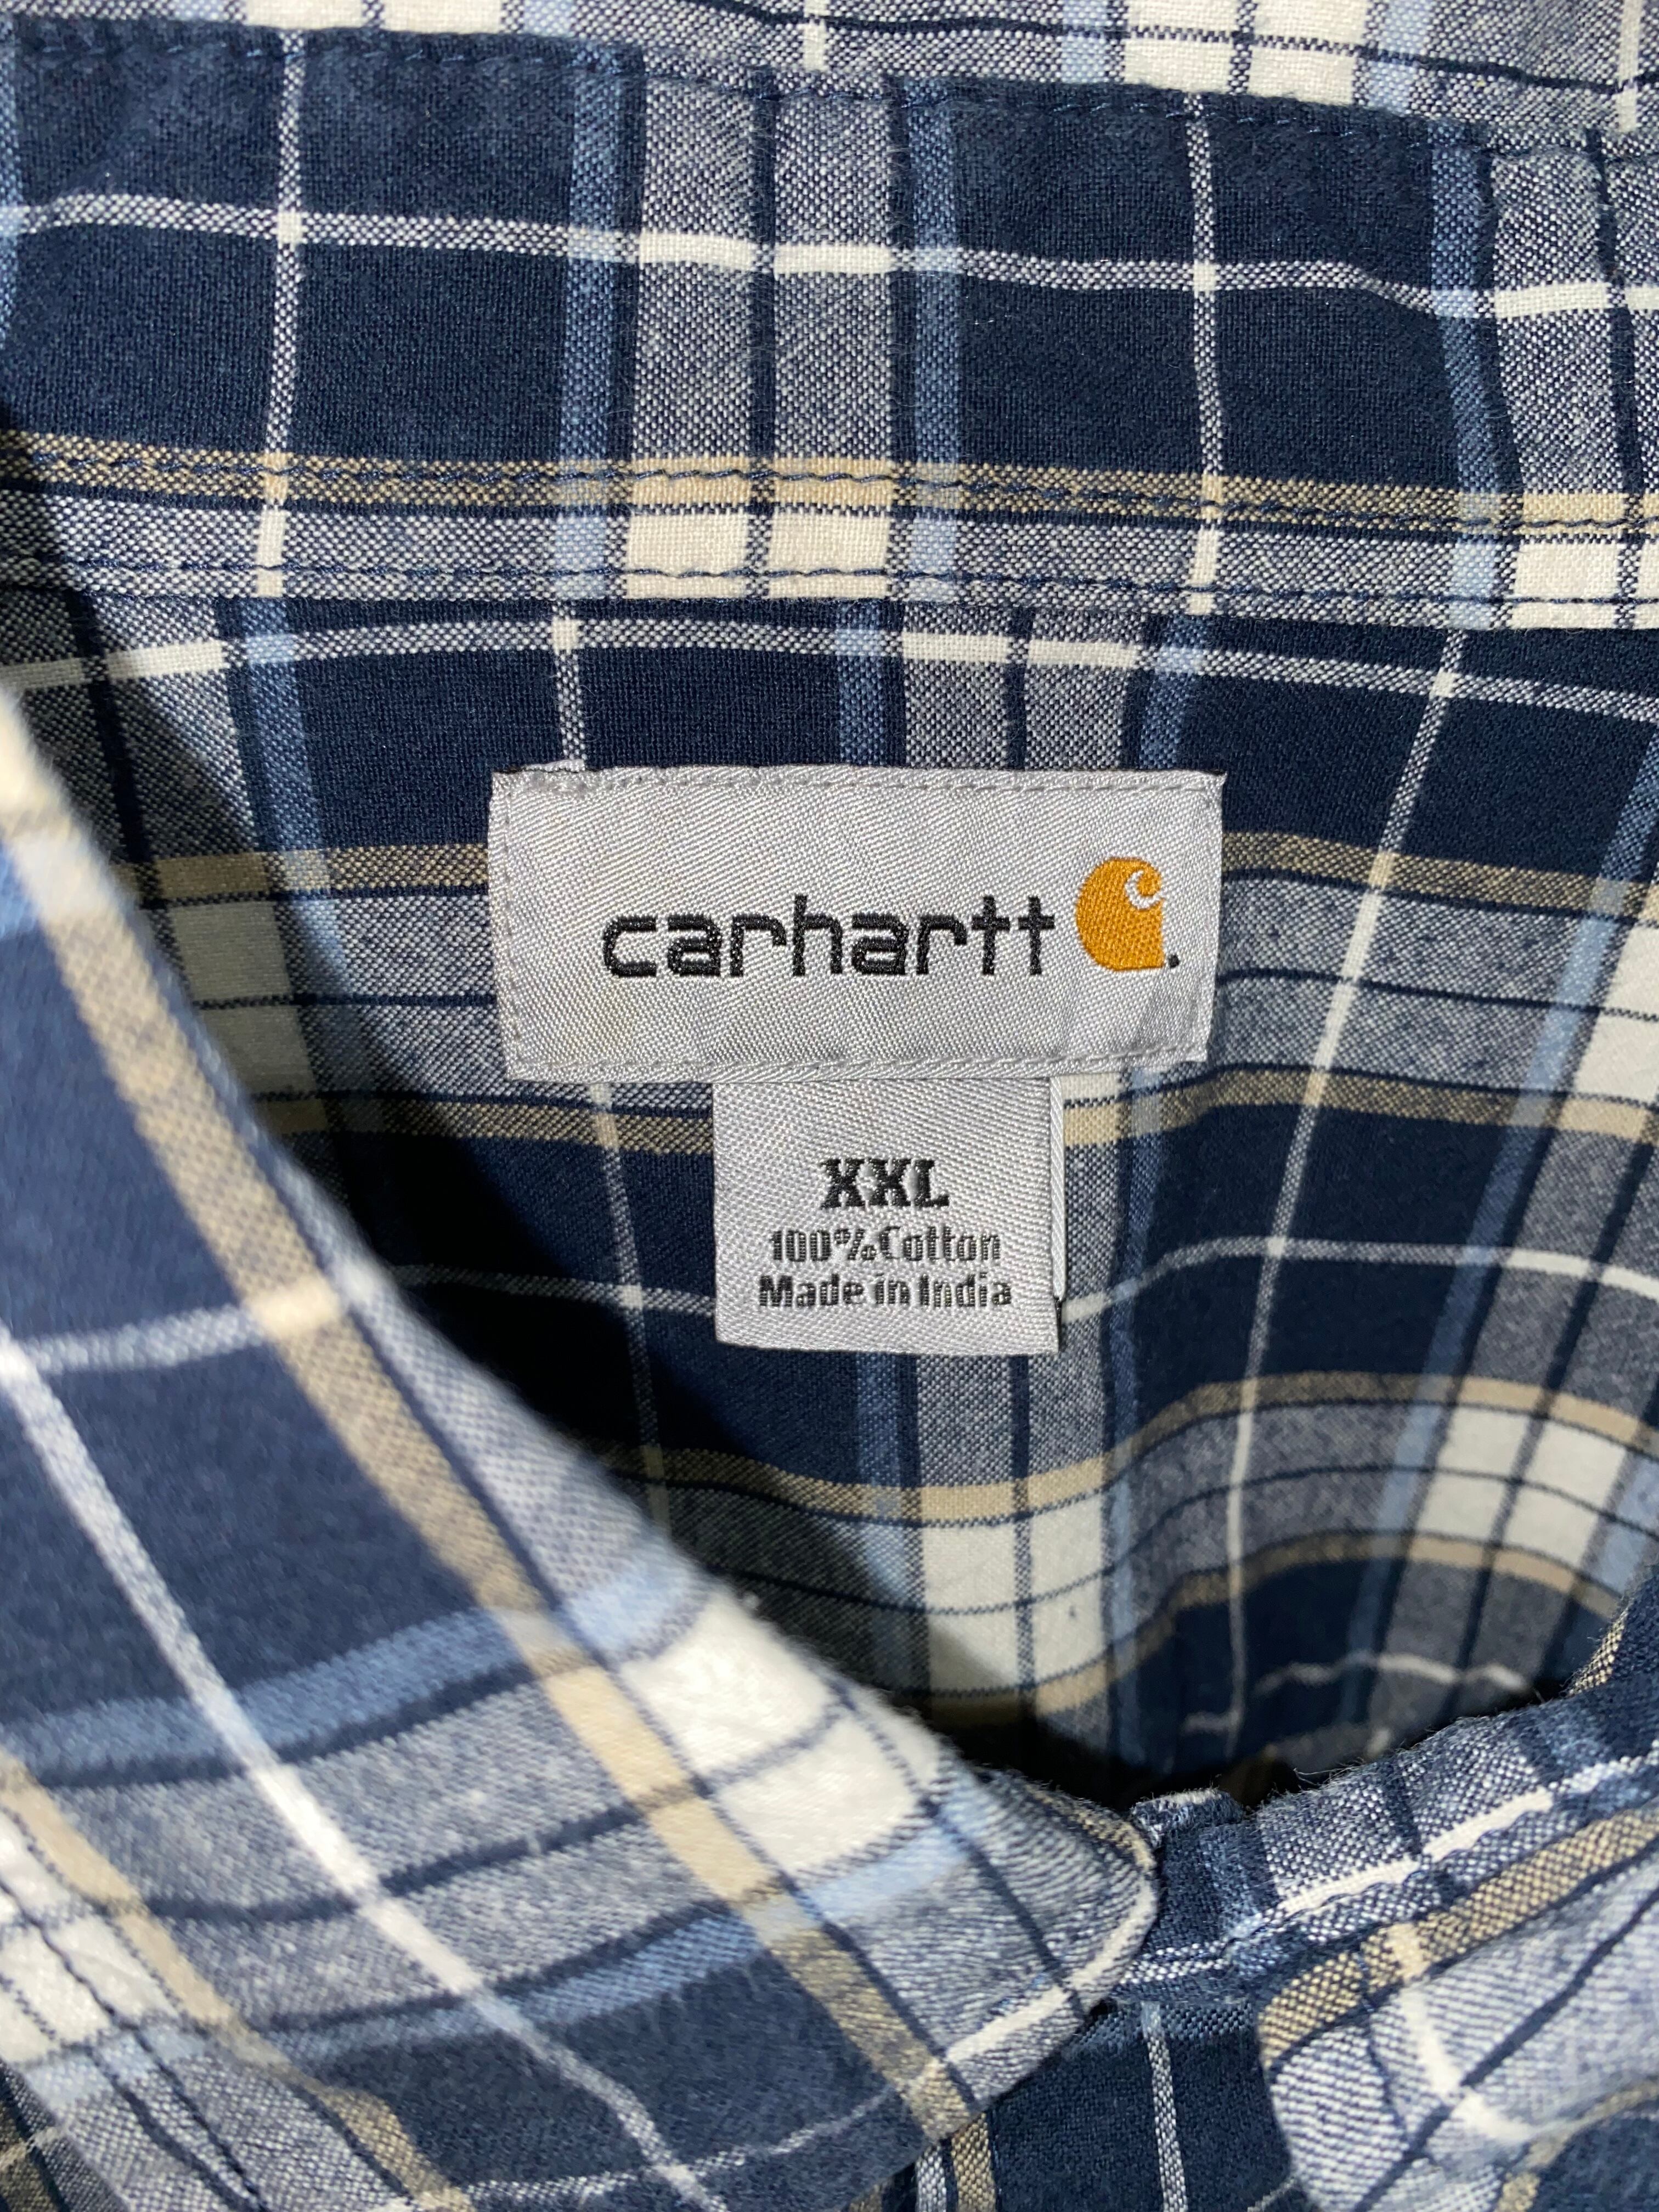 carhartt
XXL
100% Cotton
Made in India